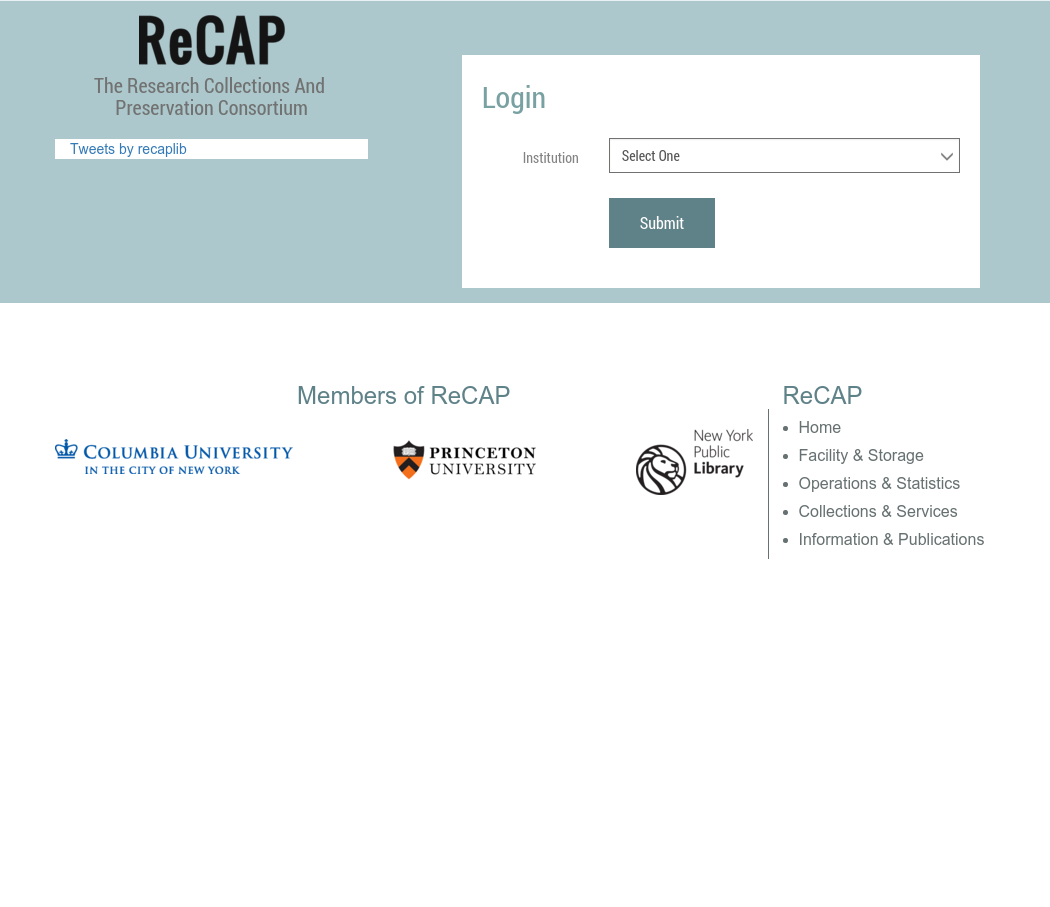 ReCAP
The Research Collections And
Preservation Consortium
Tweets by recaplib
Login
Institution
Select One
Submit
Members of ReCAP
COLUMBIA UNIVERSITY
IN THE CITY OF NEW YORK
PRINCETON
UNIVERSITY
New York
Public
Library
ReCAP
Home
Facility & Storage
Operations & Statistics
Collections & Services
Information & Publications